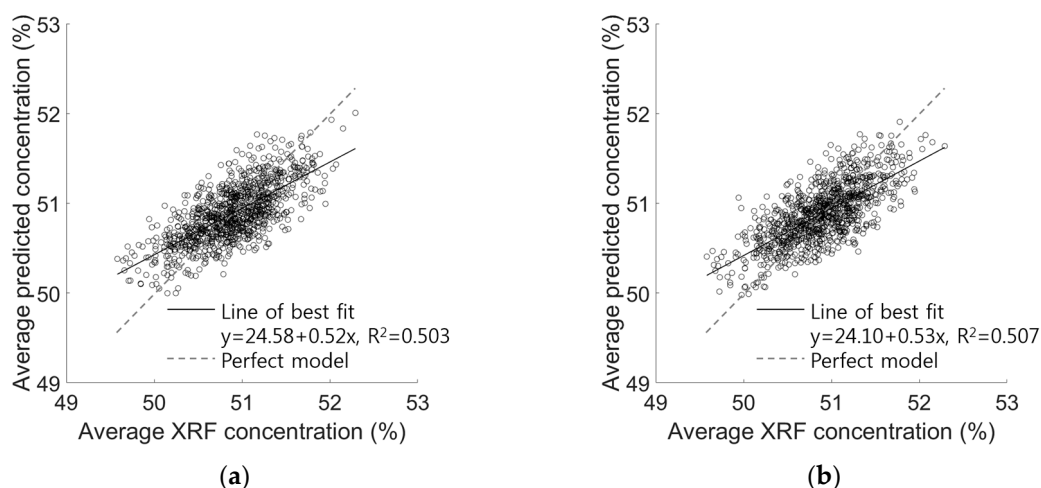 53
52
51
50
49
Average predicted concentration (%)
Line of best fit
y=24.58+0.52x, R²=0.503
Perfect model
49 50 51 52 53
Average XRF concentration (%)
(a)
53
52
51
50
49
Average predicted concentration (%)
Line of best fit
y=24.10+0.53x, R²=0.507
Perfect model
49 50 51 52 53
Average XRF concentration (%)
(b)